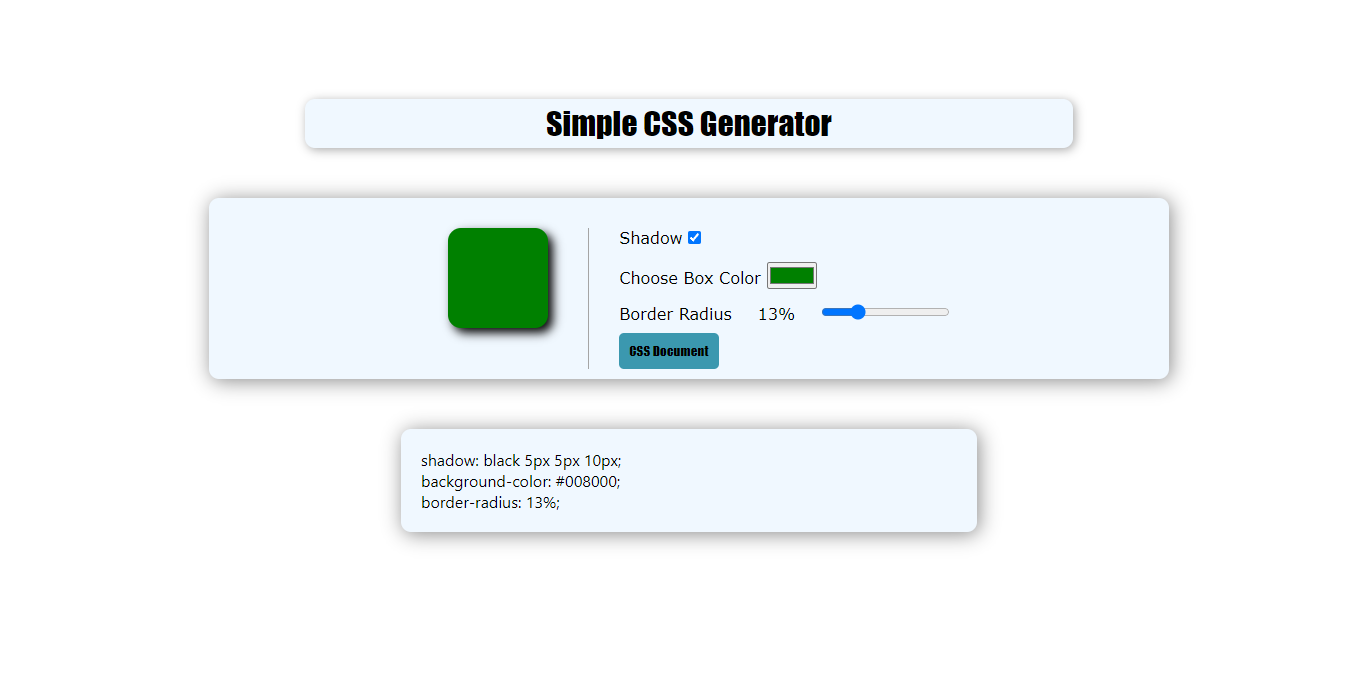 Simple CSS Generator
Shadow
Choose Box Color
Border Radius 13%
CSS Document
shadow: black 5px 5px 10px;
background-color: #008000;
border-radius: 13%;